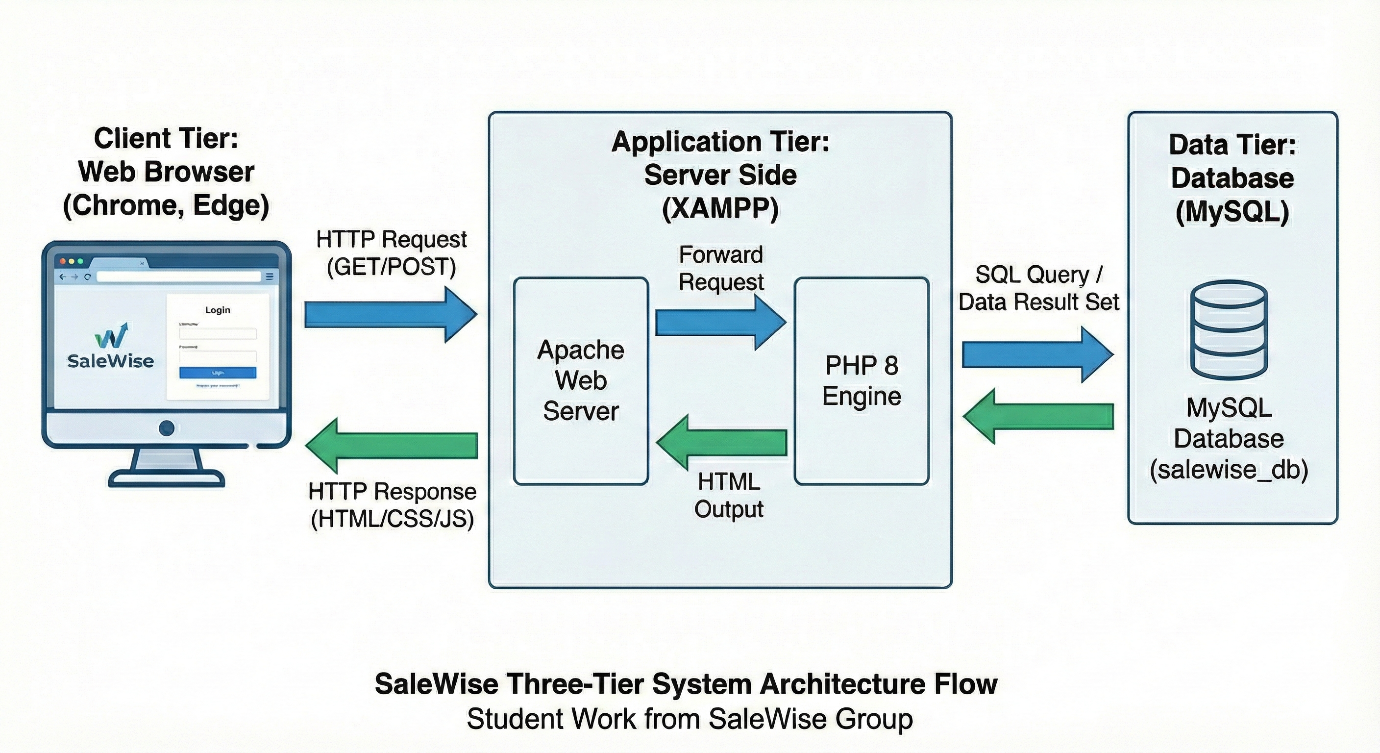 Client Tier:
Web Browser
(Chrome, Edge)
SaleWise
Login
Login
HTTP Request
(GET/POST)
HTTP Response
(HTML/CSS/JS)
Application Tier:
Server Side
(XAMPP)
Apache
Web
Server
Forward
Request
HTML
Output
PHP 8
Engine
SQL Query /
Data Result Set
Data Tier:
Database
(MySQL)
MySQL
Database
(salewise_db)
SaleWise Three-Tier System Architecture Flow
Student Work from SaleWise Group